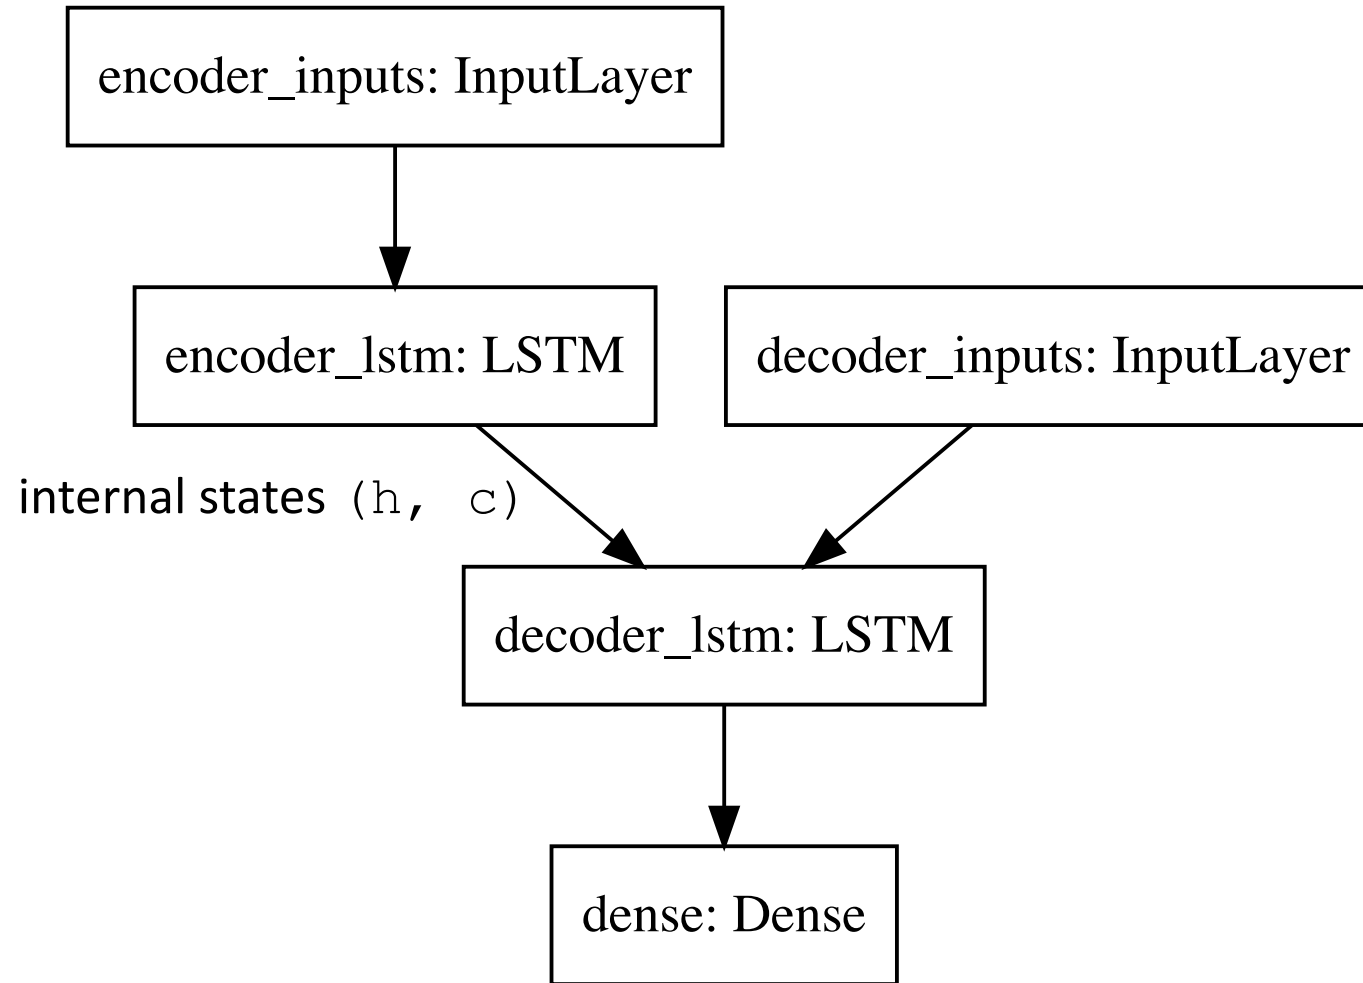 encoder_inputs: InputLayer
encoder_lstm: LSTM
decoder_inputs: InputLayer
internal states (h, c)
decoder_lstm: LSTM
dense: Dense